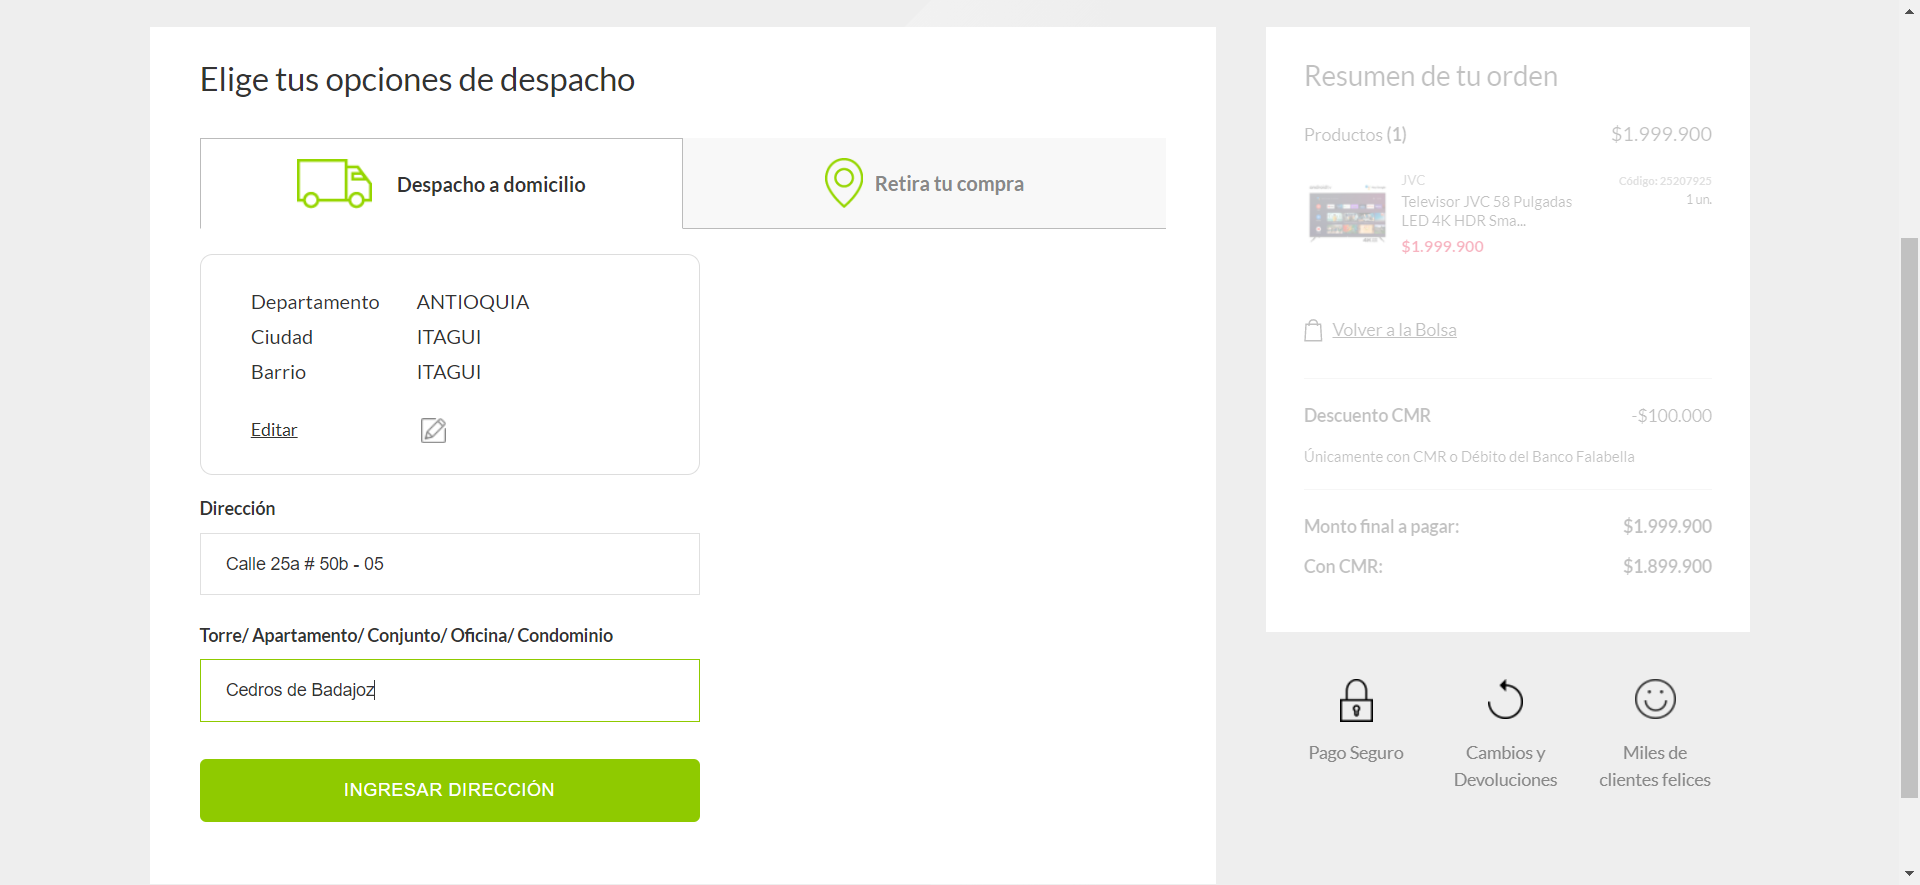 Elige tus opciones de despacho
Despacho a domicilio
Retira tu compra
Departamento ANTIOQUIA
Ciudad ITAGUI
Barrio ITAGUI
Editar
Dirección
Calle 25a # 50b - 05
Torre/ Apartamento/ Conjunto/ Oficina/ Condominio
Cedros de Badajoz
INGRESAR DIRECCIÓN
Resumen de tu orden
Productos (1) $1.999.900
JVC Código: 25207925
Televisor JVC 58 Pulgadas 1 un.
LED 4K HDR Sma...
$1.999.900
Volver a la Bolsa
Descuento CMR -$100.000
Únicamente con CMR o Débito del Banco Falabella
Monto final a pagar: $1.999.900
Con CMR: $1.899.900
Pago Seguro
Cambios y
Devoluciones
Miles de
clientes felices